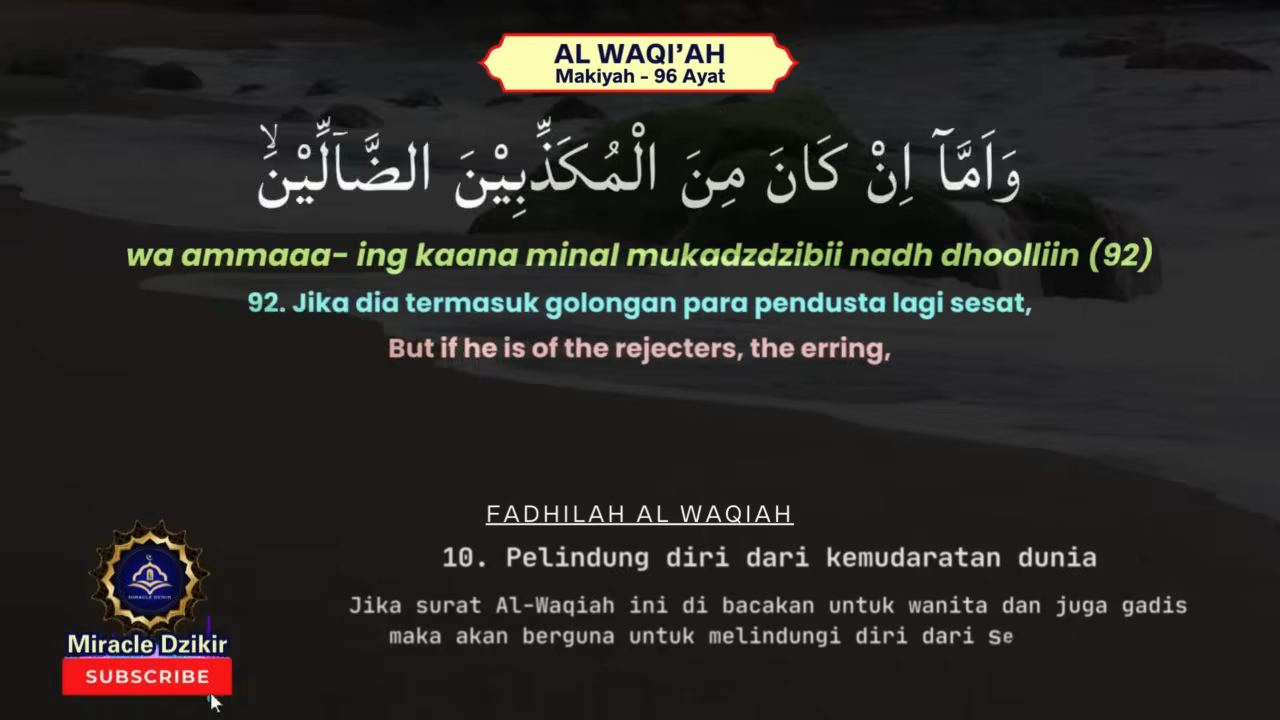 AL WAQI'AH
Makiyah - 96 Ayat
وَاَمَّآ اِنْ كَانَ مِنَ الْمُكَذِّبِيْنَ الضَّآلِّيْنَۙ
wa ammaaa- ing kaana minal mukadzdzibii nadh dhoolliin (92)
92. Jika dia termasuk golongan para pendusta lagi sesat,
But if he is of the rejecters, the erring,
FADHILAH AL WAQIAH
10. Pelindung diri dari kemudaratan dunia
Jika surat Al-Waqiah ini di bacakan untuk wanita dan juga gadis
maka akan berguna untuk melindungi diri dari se
MIRACLE DZIKIR
Miracle Dzikir
SUBSCRIBE